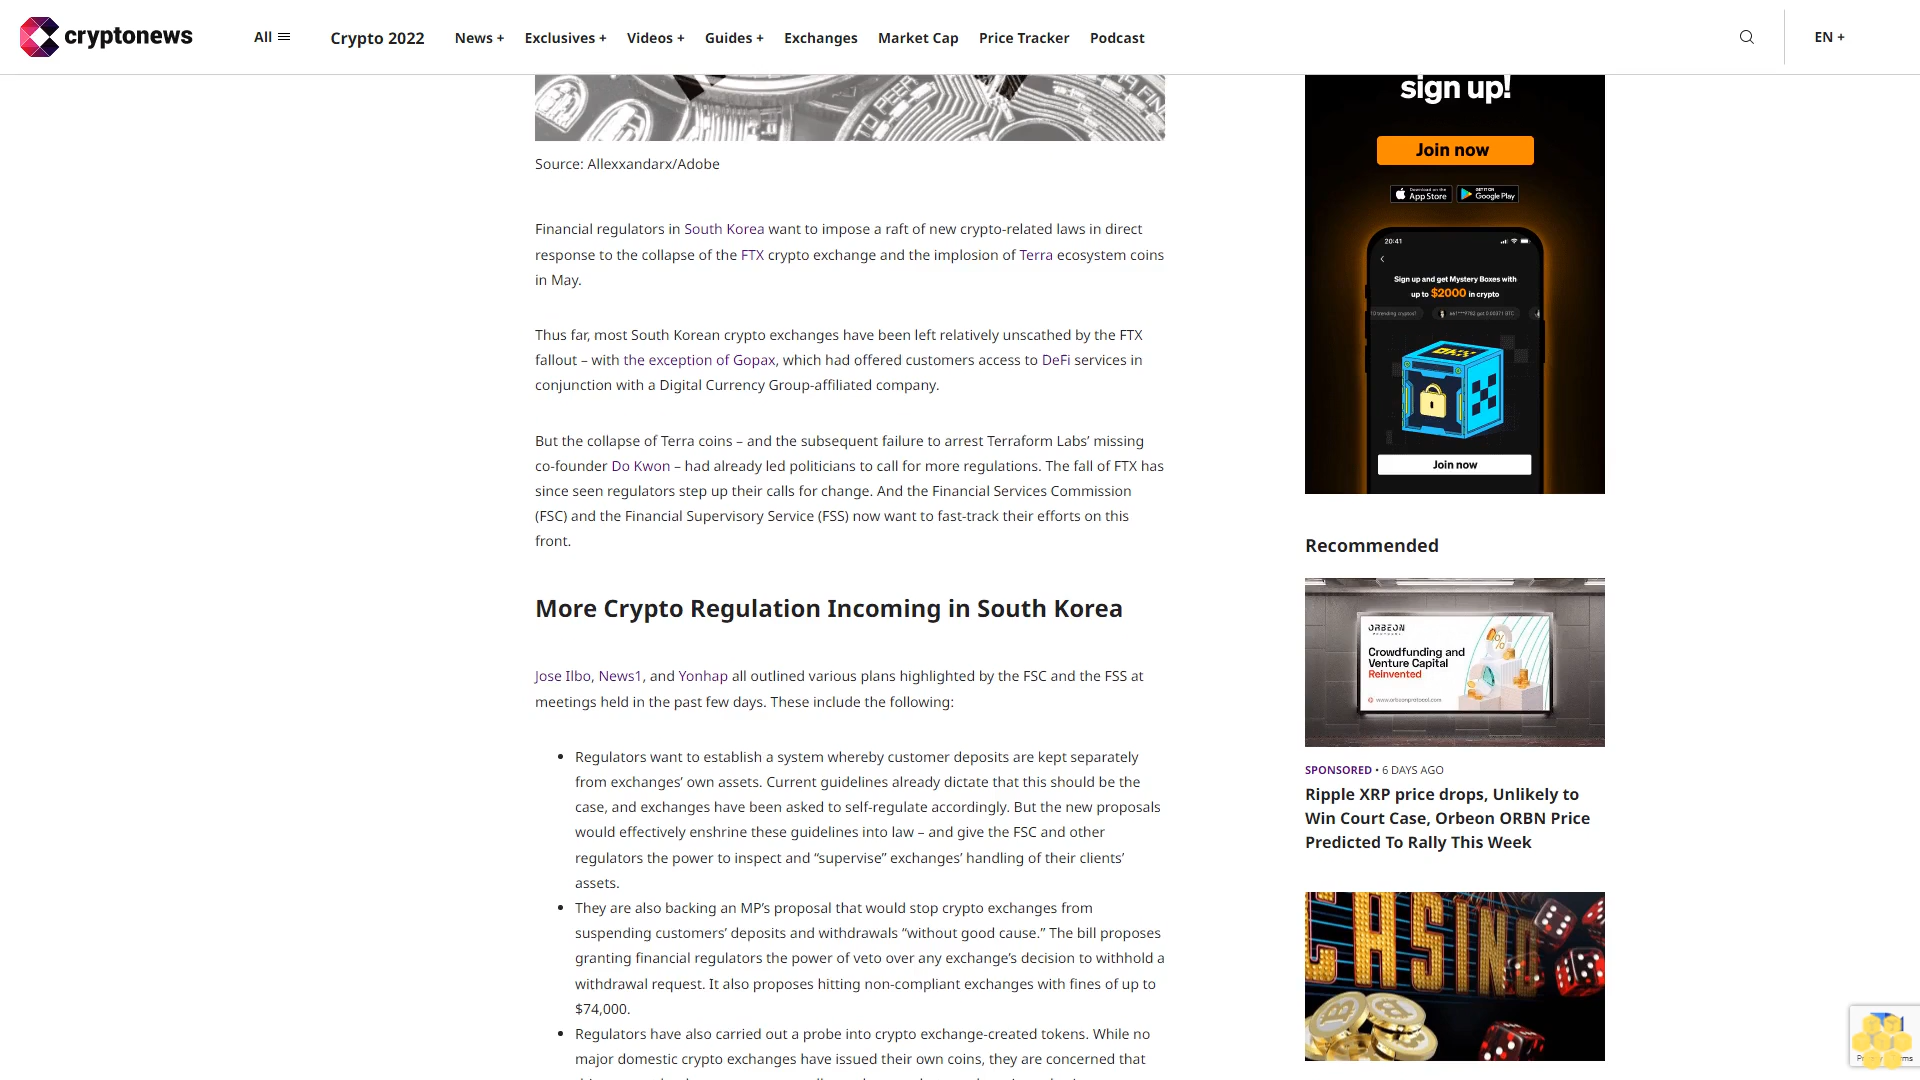 cryptonews
All
Crypto 2022
News +
Exclusives +
Videos +
Guides +
Exchanges
Market Cap
Price Tracker
Podcast
EN +
Source: Allexxandarx/Adobe
Financial regulators in South Korea want to impose a raft of new crypto-related laws in direct
response to the collapse of the FTX crypto exchange and the implosion of Terra ecosystem coins
in May.
Thus far, most South Korean crypto exchanges have been left relatively unscathed by the FTX
fallout – with the exception of Gopax, which had offered customers access to DeFi services in
conjunction with a Digital Currency Group-affiliated company.
But the collapse of Terra coins – and the subsequent failure to arrest Terraform Labs’ missing
co-founder Do Kwon – had already led politicians to call for more regulations. The fall of FTX has
since seen regulators step up their calls for change. And the Financial Services Commission
(FSC) and the Financial Supervisory Service (FSS) now want to fast-track their efforts on this
front.
More Crypto Regulation Incoming in South Korea
Jose Ilbo, News1, and Yonhap all outlined various plans highlighted by the FSC and the FSS at
meetings held in the past few days. These include the following:
Regulators want to establish a system whereby customer deposits are kept separately
from exchanges’ own assets. Current guidelines already dictate that this should be the
case, and exchanges have been asked to self-regulate accordingly. But the new proposals
would effectively enshrine these guidelines into law – and give the FSC and other
regulators the power to inspect and “supervise” exchanges’ handling of their clients’
assets.
They are also backing an MP’s proposal that would stop crypto exchanges from
suspending customers’ deposits and withdrawals “without good cause.” The bill proposes
granting financial regulators the power of veto over any exchange’s decision to withhold a
withdrawal request. It also proposes hitting non-compliant exchanges with fines of up to
$74,000.
Regulators have also carried out a probe into crypto exchange-created tokens. While no
major domestic crypto exchanges have issued their own coins, they are concerned that
sign up!
Join now
Download on the
App Store
GET IT ON
Google Play
20:41
Sign up and get Mystery Boxes with
up to $2000 in crypto
Join now
Recommended
ORBEON
Crowdfunding and
Venture Capital
Reinvented
www.orbeonprotocol.com
SPONSORED • 6 DAYS AGO
Ripple XRP price drops, Unlikely to
Win Court Case, Orbeon ORBN Price
Predicted To Rally This Week
CASINO